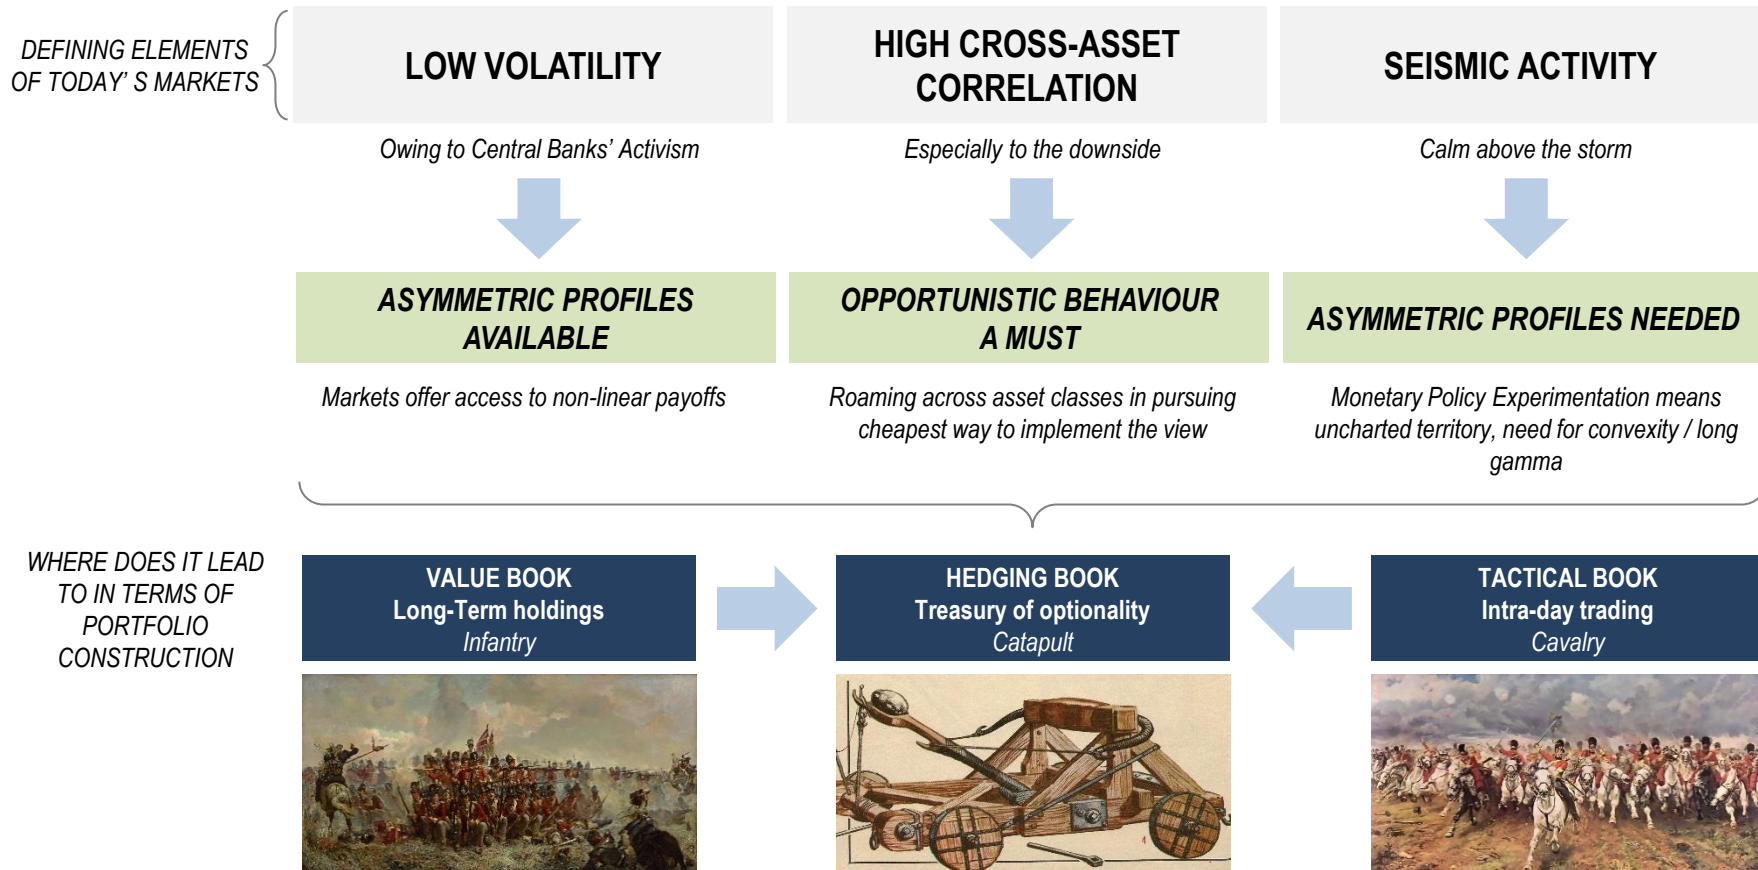 DEFINING ELEMENTS
OF TODAY' S MARKETS
LOW VOLATILITY
HIGH CROSS-ASSET
CORRELATION
SEISMIC ACTIVITY
Owing to Central Banks’ Activism
Especially to the downside
Calm above the storm
ASYMMETRIC PROFILES
AVAILABLE
OPPORTUNISTIC BEHAVIOUR
A MUST
ASYMMETRIC PROFILES NEEDED
Markets offer access to non-linear payoffs
Roaming across asset classes in pursuing
cheapest way to implement the view
Monetary Policy Experimentation means
uncharted territory, need for convexity / long
gamma
WHERE DOES IT LEAD
TO IN TERMS OF
PORTFOLIO
CONSTRUCTION
VALUE BOOK
Long-Term holdings
Infantry
HEDGING BOOK
Treasury of optionality
Catapult
TACTICAL BOOK
Intra-day trading
Cavalry